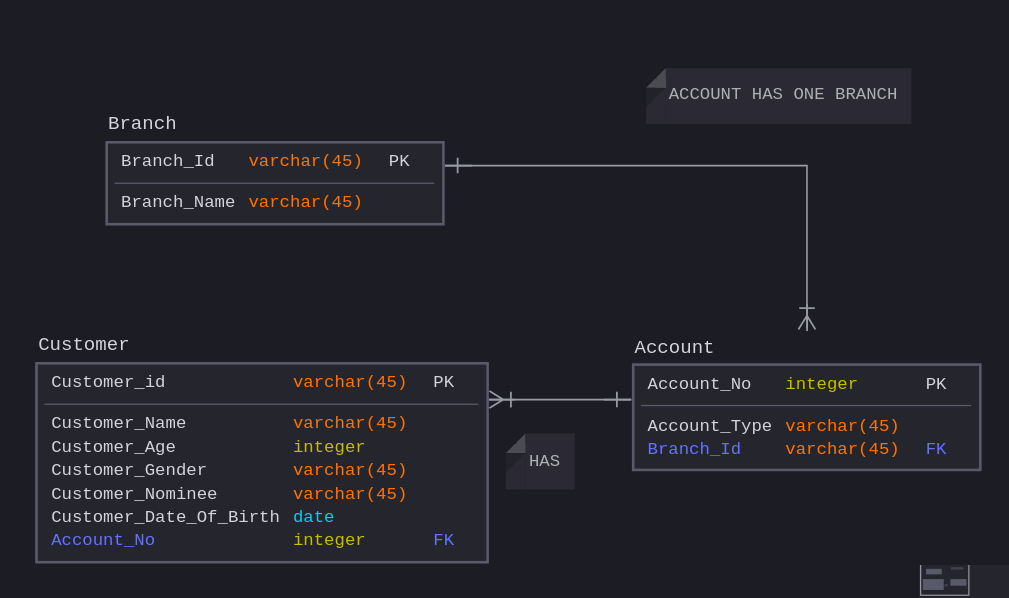 ACCOUNT HAS ONE BRANCH
Branch
Branch_Id varchar(45) PK
Branch_Name varchar(45)
Customer
Customer_id varchar(45) PK
Customer_Name varchar(45)
Customer_Age integer
Customer_Gender varchar(45)
Customer_Nominee varchar(45)
Customer_Date_Of_Birth date
Account_No integer FK
HAS
Account
Account_No integer PK
Account_Type varchar(45)
Branch_Id varchar(45) FK